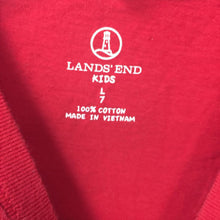 LANDS' END
KIDS
L
7
100% COTTON
MADE IN VIETNAM